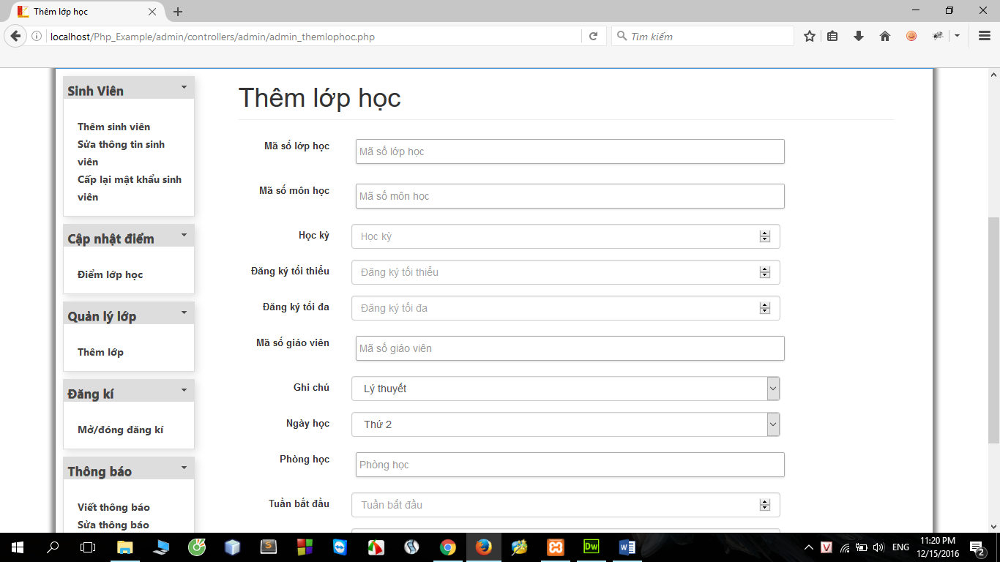 Thêm lớp học
localhost/Php_Example/admin/controllers/admin/admin_themlophoc.php
Tìm kiếm
Sinh Viên
Thêm sinh viên
Sửa thông tin sinh
viên
Cấp lại mật khẩu sinh
viên
Cập nhật điểm
Điểm lớp học
Quản lý lớp
Thêm lớp
Đăng kí
Mở/đóng đăng kí
Thông báo
Viết thông báo
Sửa thông báo
Thêm lớp học
Mã số lớp học
Mã số lớp học
Mã số môn học
Mã số môn học
Học kỳ
Học kỳ
Đăng ký tối thiểu
Đăng ký tối thiểu
Đăng ký tối đa
Đăng ký tối đa
Mã số giáo viên
Mã số giáo viên
Ghi chú
Lý thuyết
Ngày học
Thứ 2
Phòng học
Phòng học
Tuần bắt đầu
Tuần bắt đầu
S
Dw
W
V
ENG
11:20 PM
12/15/2016
2